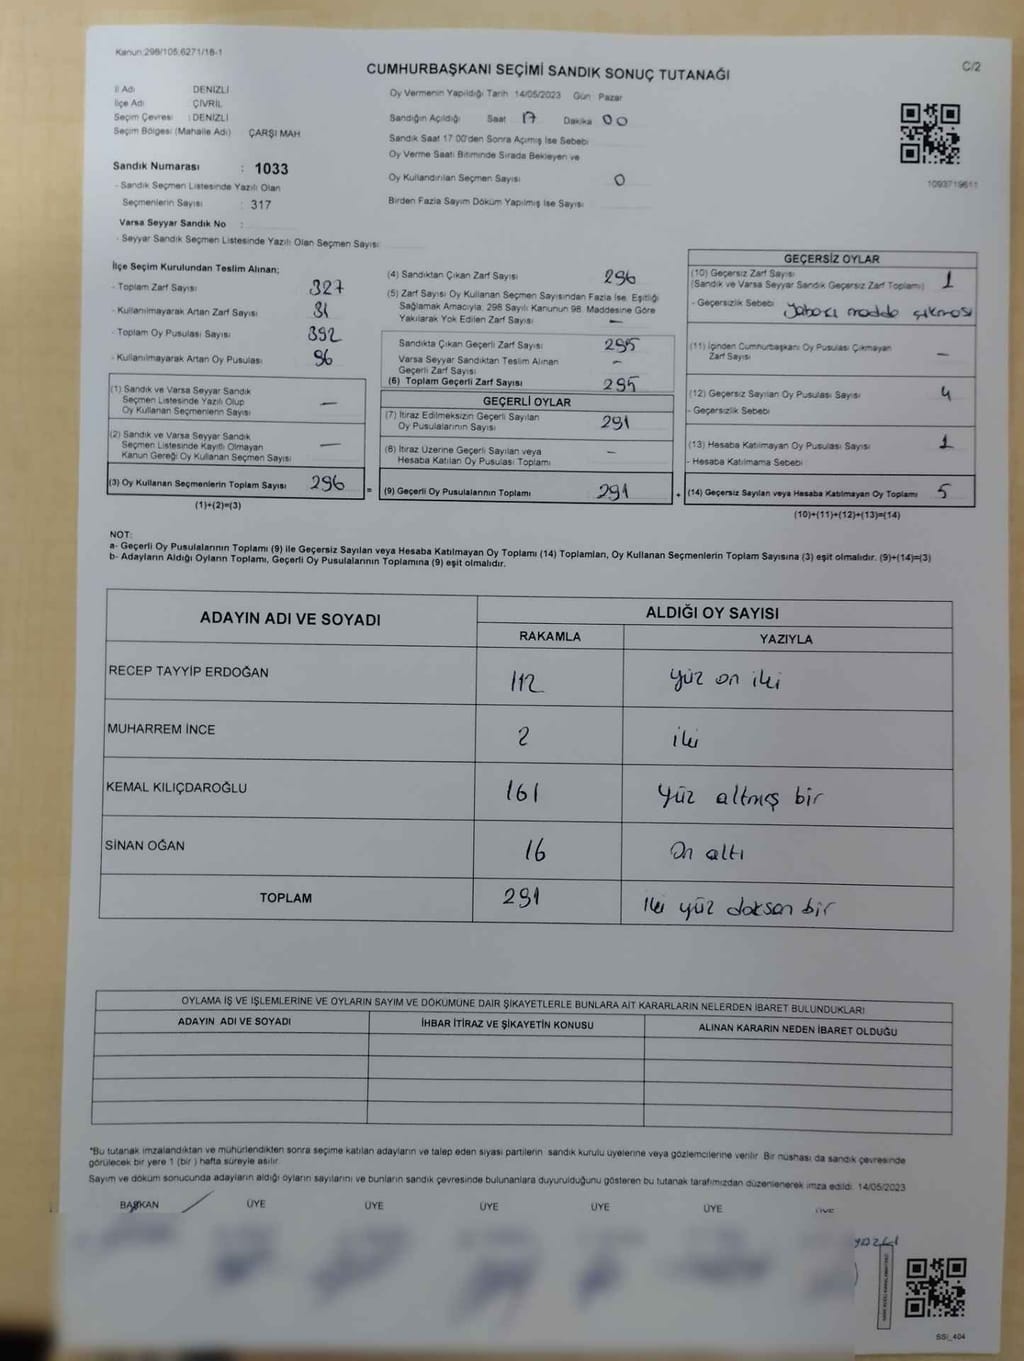 Kanun:298/105,6271/18-1
C/2
CUMHURBAŞKANI SEÇİMİ SANDIK SONUÇ TUTANAĞI
İl Adı DENİZLİ
İlçe Adı ÇİVRİL
Seçim Çevresi : DENİZLİ
Seçim Bölgesi (Mahalle Adı) ÇARŞI MAH
Sandık Numarası : 1033
- Sandık Seçmen Listesinde Yazılı Olan
Seçmenlerin Sayısı : 317
Varsa Seyyar Sandık No :
- Seyyar Sandık Seçmen Listesinde Yazılı Olan Seçmen Sayısı
Oy Vermenin Yapıldığı Tarih 14/05/2023 Gün: Pazar
Sandığın Açıldığı Saat 17 Dakika 00
Sandık Saat 17.00'den Sonra Açılmış İse Sebebi
Oy Verme Saati Bitiminde Sırada Bekleyen ve
Oy Kullandırılan Seçmen Sayısı 0
Birden Fazla Sayım Döküm Yapılmış ise Sayısı
1093719611
İlçe Seçim Kurulundan Teslim Alınan;
- Toplam Zarf Sayısı 327
- Kullanılmayarak Artan Zarf Sayısı 31
- Toplam Oy Pusulası Sayısı 392
- Kullanılmayarak Artan Oy Pusulası 96
(1) Sandık ve Varsa Seyyar Sandık
Seçmen Listesinde Yazılı Olup
Oy Kullanan Seçmenlerin Sayısı —
(2) Sandık ve Varsa Seyyar Sandık
Seçmen Listesinde Kayıtlı Olmayan
Kanun Gereği Oy Kullanan Seçmen Sayısı —
(3) Oy Kullanan Seçmenlerin Toplam Sayısı 296
(1)+(2)=(3)
(4) Sandıktan Çıkan Zarf Sayısı 296
(5) Zarf Sayısı Oy Kullanan Seçmen Sayısından Fazla İse, Eşitliği
Sağlamak Amacıyla, 298 Sayılı Kanunun 98. Maddesine Göre
Yakılarak Yok Edilen Zarf Sayısı —
Sandıkta Çıkan Geçerli Zarf Sayısı 295
Varsa Seyyar Sandıktan Teslim Alınan
Geçerli Zarf Sayısı –
(6) Toplam Geçerli Zarf Sayısı 295
GEÇERLİ OYLAR
(7) İtiraz Edilmeksizin Geçerli Sayılan
Oy Pusulalarının Sayısı 291
(8) İtiraz Üzerine Geçerli Sayılan veya
Hesaba Katılan Oy Pusulası Toplamı –
= (9) Geçerli Oy Pusulalarının Toplamı 291
GEÇERSİZ OYLAR
(10) Geçersiz Zarf Sayısı
(Sandık ve Varsa Seyyar Sandık Geçersiz Zarf Toplamı) 1
- Geçersizlik Sebebi yabancı madde çıkması
(11) İçinden Cumhurbaşkanı Oy Pusulası Çıkmayan
Zarf Sayısı –
(12) Geçersiz Sayılan Oy Pusulası Sayısı 4
- Geçersizlik Sebebi
(13) Hesaba Katılmayan Oy Pusulası Sayısı 1
- Hesaba Katılmama Sebebi
+ (14) Geçersiz Sayılan veya Hesaba Katılmayan Oy Toplamı 5
(10)+(11)+(12)+(13)=(14)
NOT:
a- Geçerli Oy Pusulalarının Toplamı (9) ile Geçersiz Sayılan veya Hesaba Katılmayan Oy Toplamı (14) Toplamları, Oy Kullanan Seçmenlerin Toplam Sayısına (3) eşit olmalıdır. (9)+(14)=(3)
b- Adayların Aldığı Oyların Toplamı, Geçerli Oy Pusulalarının Toplamına (9) eşit olmalıdır.
ADAYIN ADI VE SOYADI ALDIĞI OY SAYISI
RAKAMLA YAZIYLA
RECEP TAYYİP ERDOĞAN 112 yüz on iki
MUHARREM İNCE 2 iki
KEMAL KILIÇDAROĞLU 161 yüz altmış bir
SİNAN OĞAN 16 on altı
TOPLAM 291 iki yüz doksan bir
OYLAMA İŞ VE İŞLEMLERİNE VE OYLARIN SAYIM VE DÖKÜMÜNE DAİR ŞİKAYETLERLE BUNLARA AİT KARARLARIN NELERDEN İBARET BULUNDUKLARI
ADAYIN ADI VE SOYADI İHBAR İTİRAZ VE ŞİKAYETİN KONUSU ALINAN KARARIN NEDEN İBARET OLDUĞU
*Bu tutanak imzalandıktan ve mühürlendikten sonra seçime katılan adayların ve talep eden siyasi partilerin sandık kurulu üyelerine veya gözlemcilerine verilir. Bir nüshası da sandık çevresinde
görülecek bir yere 1 (bir) hafta süreyle asılır.
Sayım ve döküm sonucunda adayların aldığı oyların sayılarını ve bunların sandık çevresinde bulunanlara duyurulduğunu gösteren bu tutanak tarafımızdan düzenlenerek imza edildi. 14/05/2023
BAŞKAN ÜYE ÜYE ÜYE ÜYE ÜYE ÜYE
SSİ_404